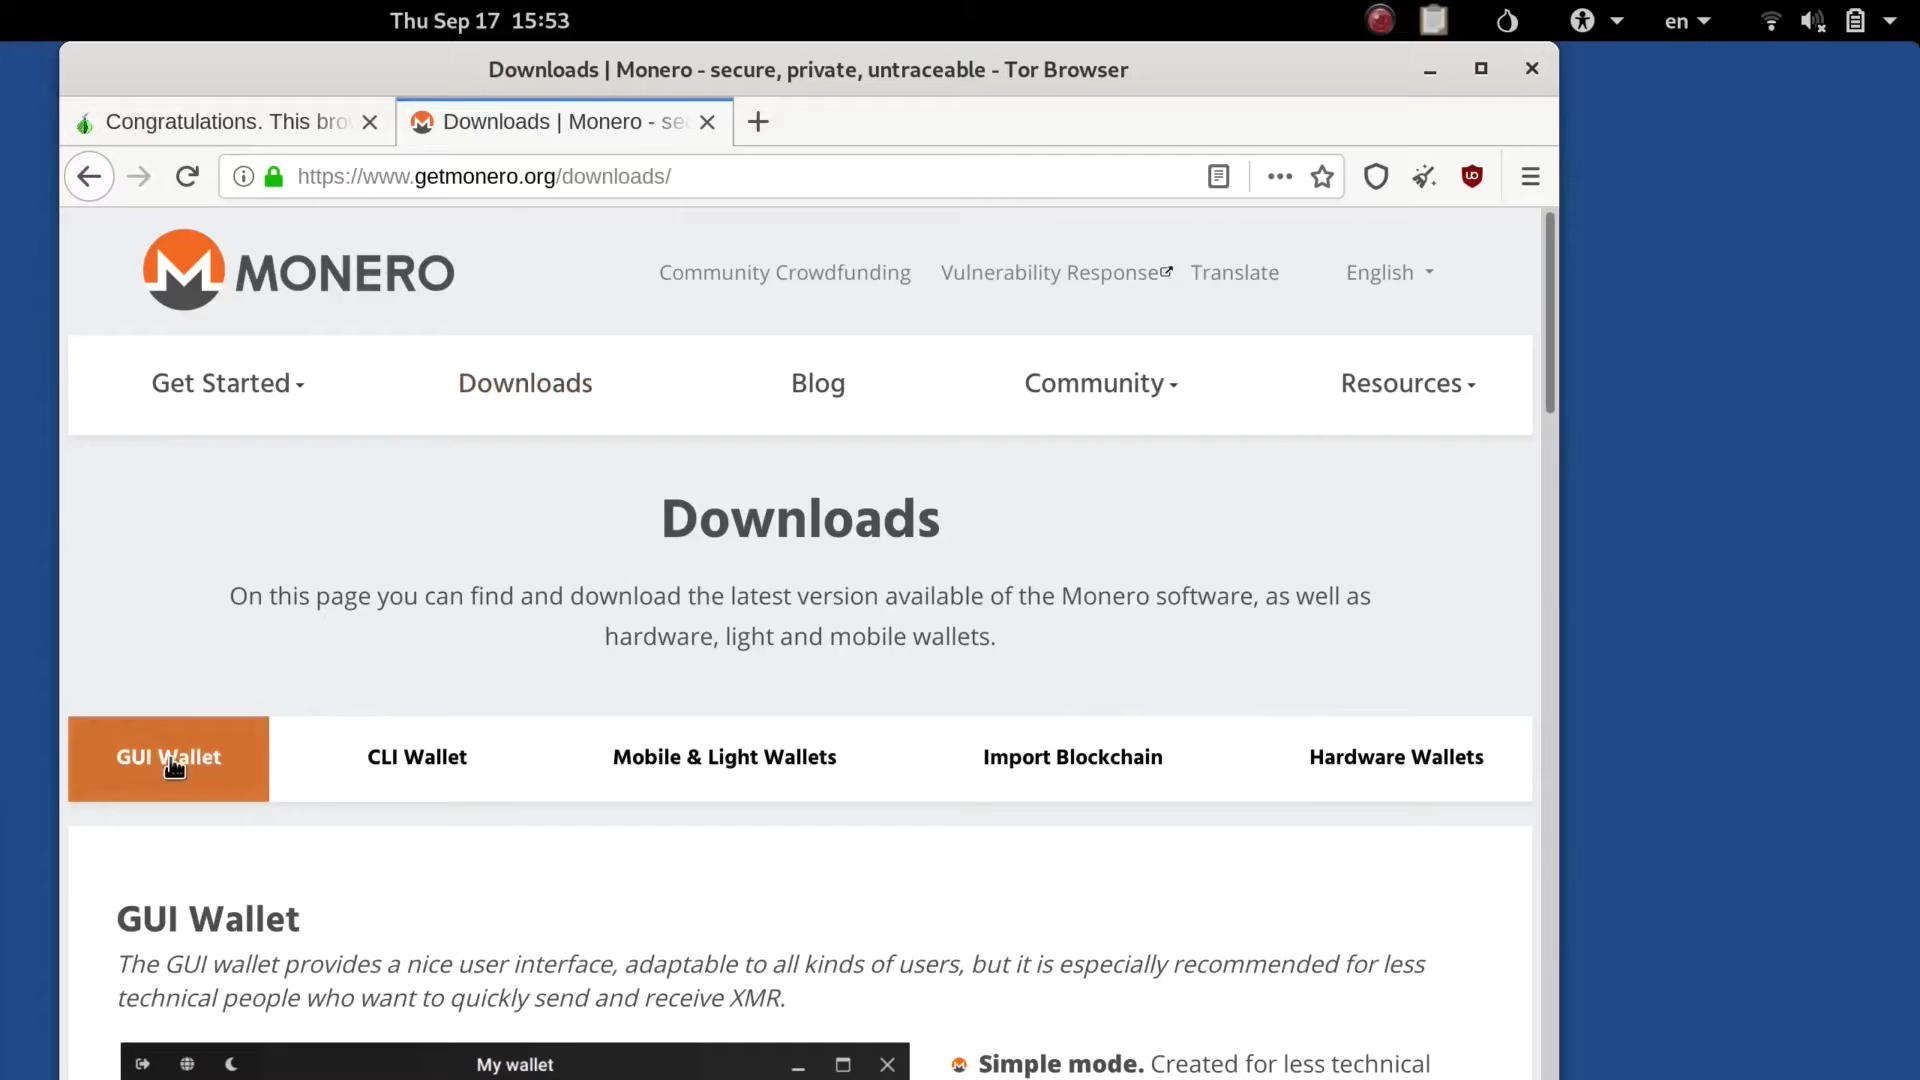 Thu Sep 17 15:53
en
Downloads | Monero - secure, private, untraceable - Tor Browser
Congratulations. This bro
Downloads | Monero - sec
https://www.getmonero.org/downloads/
MONERO
Community Crowdfunding
Vulnerability Response
Translate
English
Get Started
Downloads
Blog
Community
Resources
Downloads
On this page you can find and download the latest version available of the Monero software, as well as
hardware, light and mobile wallets.
GUI Wallet
CLI Wallet
Mobile & Light Wallets
Import Blockchain
Hardware Wallets
GUI Wallet
The GUI wallet provides a nice user interface, adaptable to all kinds of users, but it is especially recommended for less
technical people who want to quickly send and receive XMR.
My wallet
Simple mode. Created for less technical